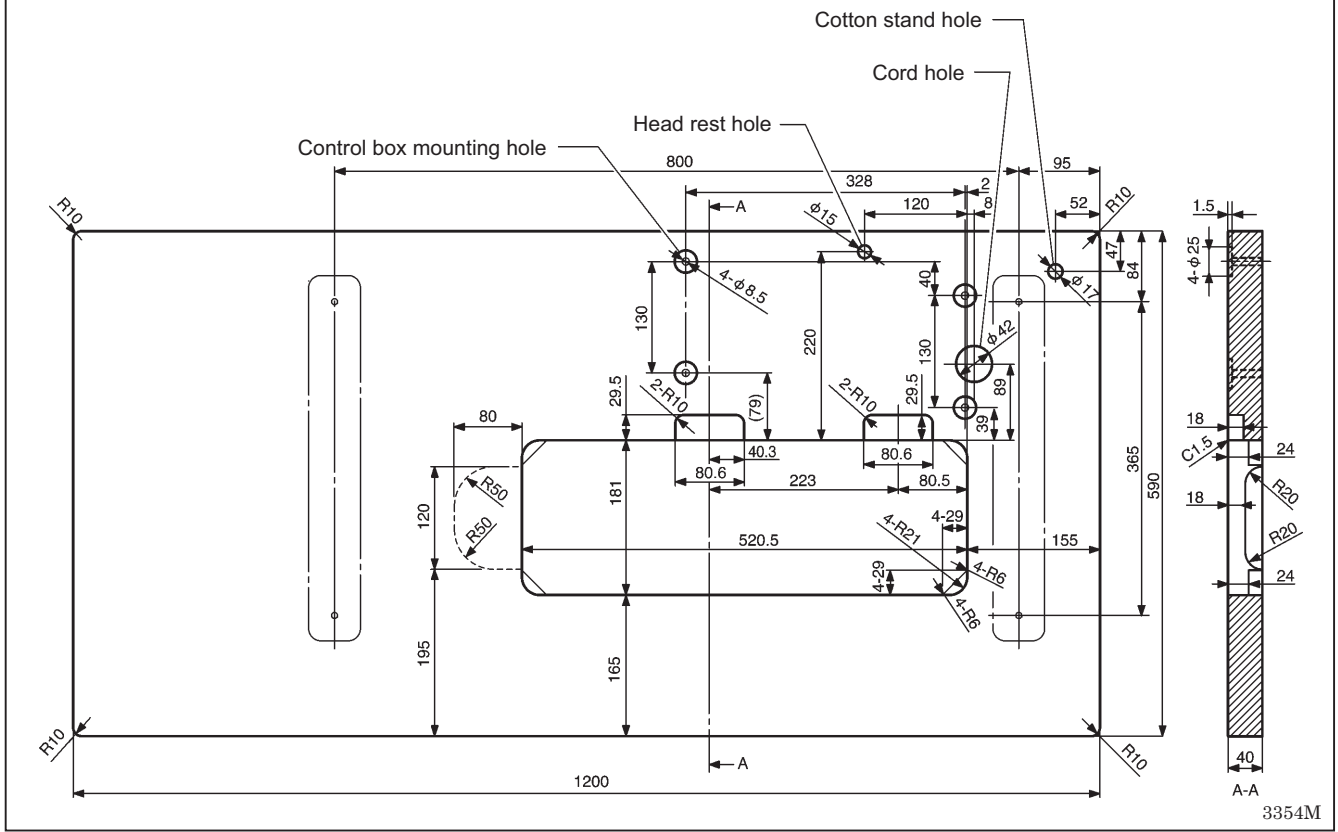 Cotton stand hole
Cord hole
Head rest hole
Control box mounting hole
800
95
328
2
R10
A
120
8
52
R10
1.5
φ15
47
84
4-φ25
4-φ8.5
40
φ17
130
220
φ42
130
29.5
2-R10
(79)
2-R10
29.5
89
39
80
18
40.3
C1.5
24
80.6
80.6
365
590
R50
181
223
80.5
R20
120
18
4-29
R50
4-R21
520.5
155
R20
4-29
4-R6
24
4-R6
195
165
R10
A
R10
40
1200
A-A
3354M